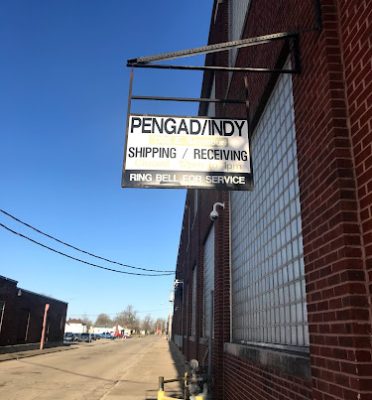 PENGAD/INDY
SHIPPING / RECEIVING
RING BELL FOR SERVICE